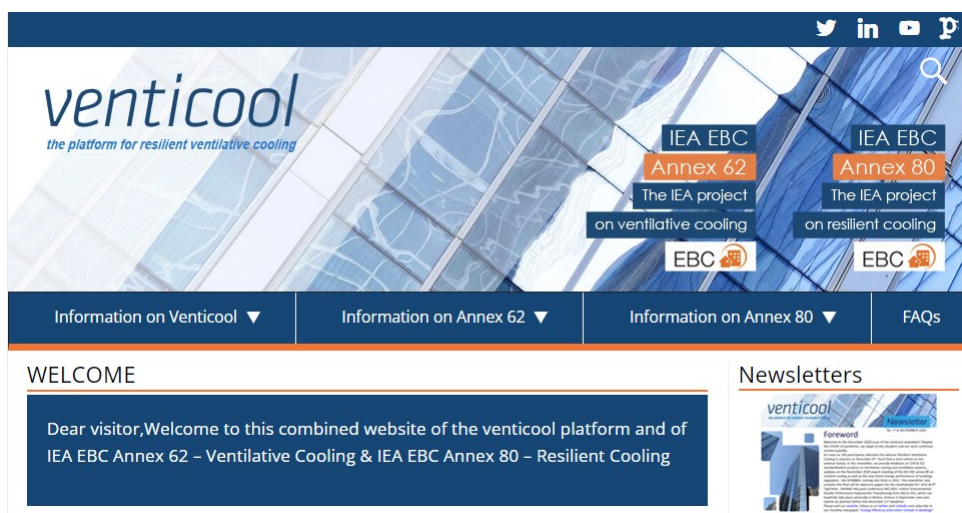 venticool
the platform for resilient ventilative cooling
IEA EBC
Annex 62
The IEA project
on ventilative cooling
EBC
IEA EBC
Annex 80
The IEA project
on resilient cooling
EBC
Information on Venticool ▼
Information on Annex 62 ▼
Information on Annex 80 ▼
FAQs
WELCOME
Dear visitor,Welcome to this combined website of the venticool platform and of
IEA EBC Annex 62 – Ventilative Cooling & IEA EBC Annex 80 – Resilient Cooling
Newsletters
venticool
Newsletter
Foreword